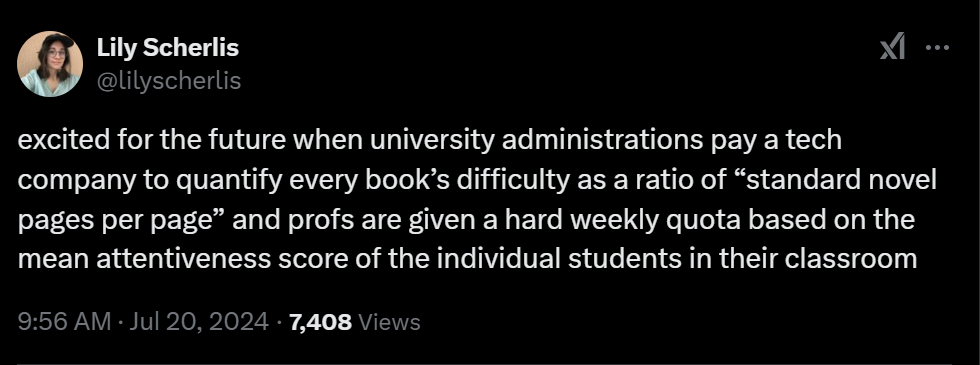 Lily Scherlis
@lilyscherlis
excited for the future when university administrations pay a tech
company to quantify every book’s difficulty as a ratio of “standard novel
pages per page” and profs are given a hard weekly quota based on the
mean attentiveness score of the individual students in their classroom
9:56 AM · Jul 20, 2024 · 7,408 Views